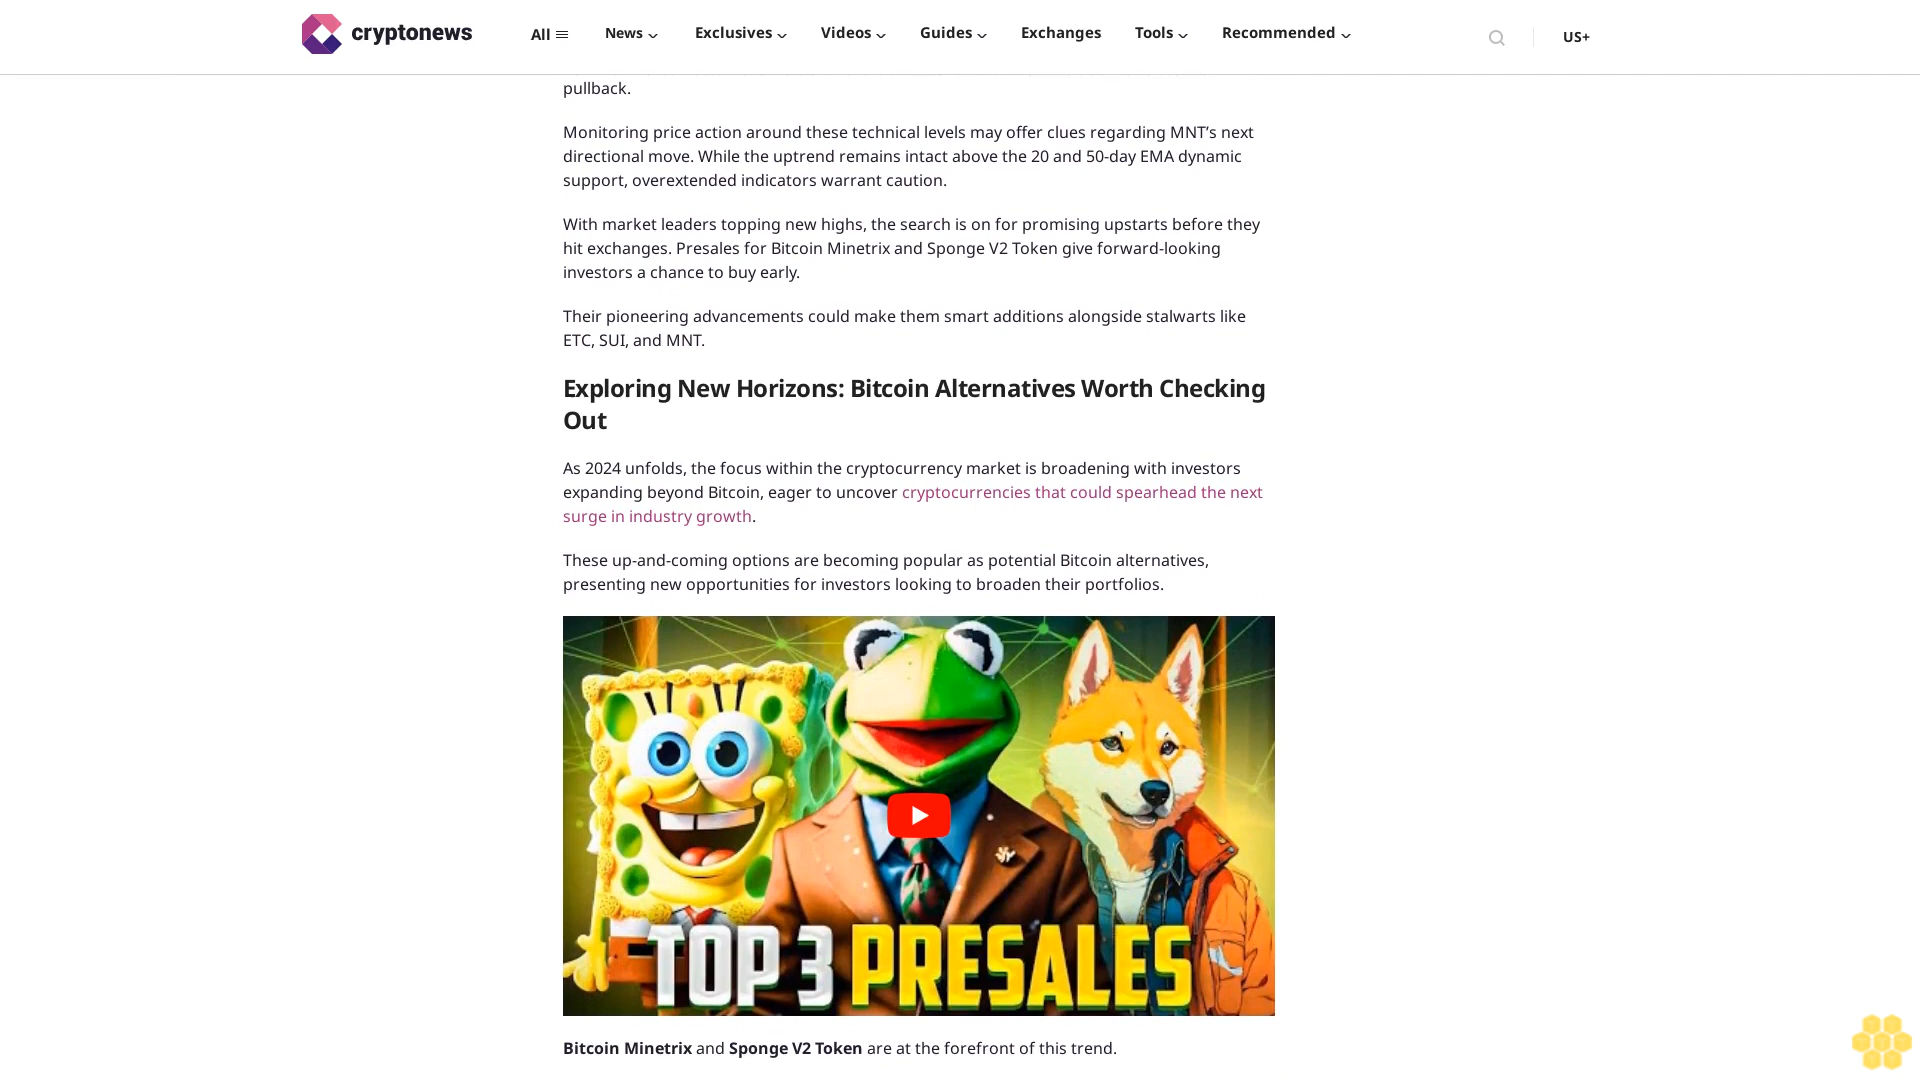 cryptonews
All
News
Exclusives
Videos
Guides
Exchanges
Tools
Recommended
US+
pullback.
Monitoring price action around these technical levels may offer clues regarding MNT’s next
directional move. While the uptrend remains intact above the 20 and 50-day EMA dynamic
support, overextended indicators warrant caution.
With market leaders topping new highs, the search is on for promising upstarts before they
hit exchanges. Presales for Bitcoin Minetrix and Sponge V2 Token give forward-looking
investors a chance to buy early.
Their pioneering advancements could make them smart additions alongside stalwarts like
ETC, SUI, and MNT.
Exploring New Horizons: Bitcoin Alternatives Worth Checking
Out
As 2024 unfolds, the focus within the cryptocurrency market is broadening with investors
expanding beyond Bitcoin, eager to uncover cryptocurrencies that could spearhead the next
surge in industry growth.
These up-and-coming options are becoming popular as potential Bitcoin alternatives,
presenting new opportunities for investors looking to broaden their portfolios.
TOP 3 PRESALES
Bitcoin Minetrix and Sponge V2 Token are at the forefront of this trend.